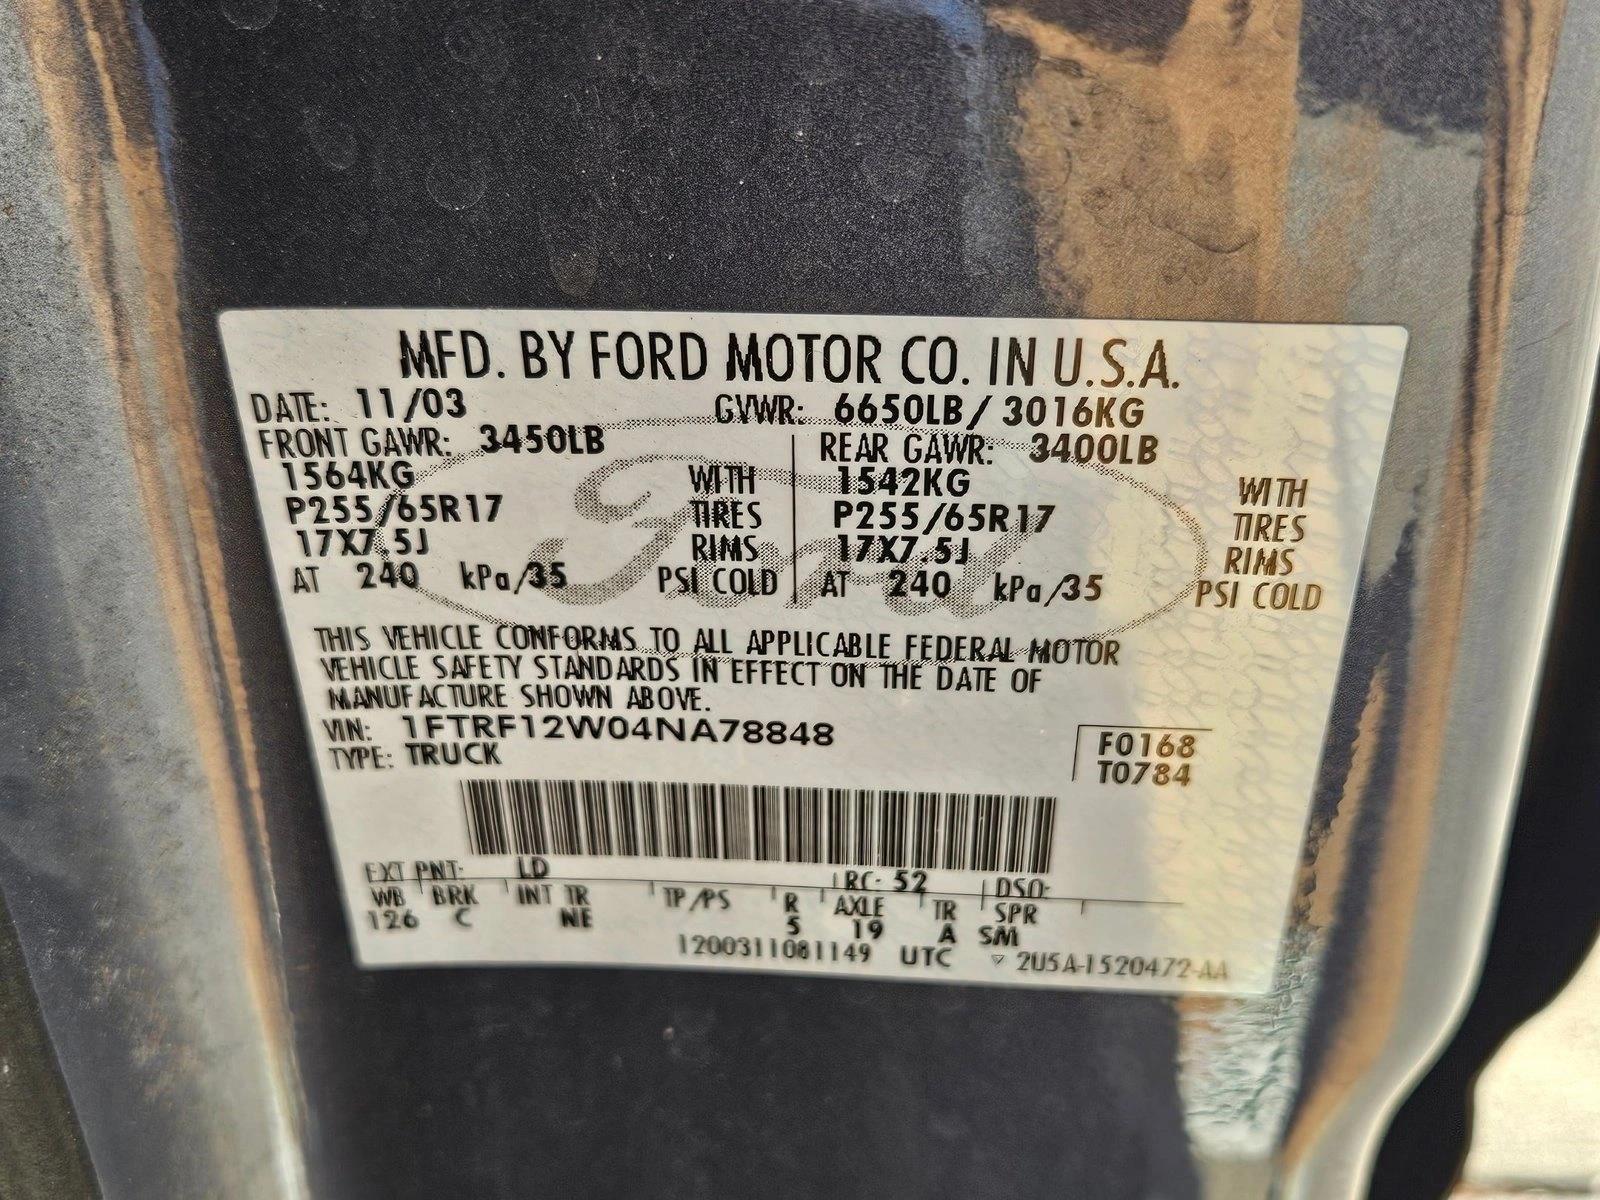 MFD. BY FORD MOTOR CO. IN U.S.A.
DATE: 11/03 GVWR: 6650LB/ 3016KG
FRONT GAWR: 3450LB REAR GAWR: 3400LB
1564KG WITH 1542KG WITH
P255/65R17 TIRES P255/65R17 TIRES
17X7.5J RIMS 17X7.5J RIMS
AT 240 kPa/35 PSI COLD AT 240 kPa/35 PSI COLD
Ford
THIS VEHICLE CONFORMS TO ALL APPLICABLE FEDERAL MOTOR
VEHICLE SAFETY STANDARDS IN EFFECT ON THE DATE OF
MANUFACTURE SHOWN ABOVE.
VIN: 1FTRF12W04NA78848 F0168
TYPE: TRUCK T0784
EXT PNT: LD RC: 52 DSO:
WB BRK INT TR TP/PS R AXLE TR SPR
126 C NE 5 19 A SM
1200311081149 UTC ▽ 2U5A-1520472-AA